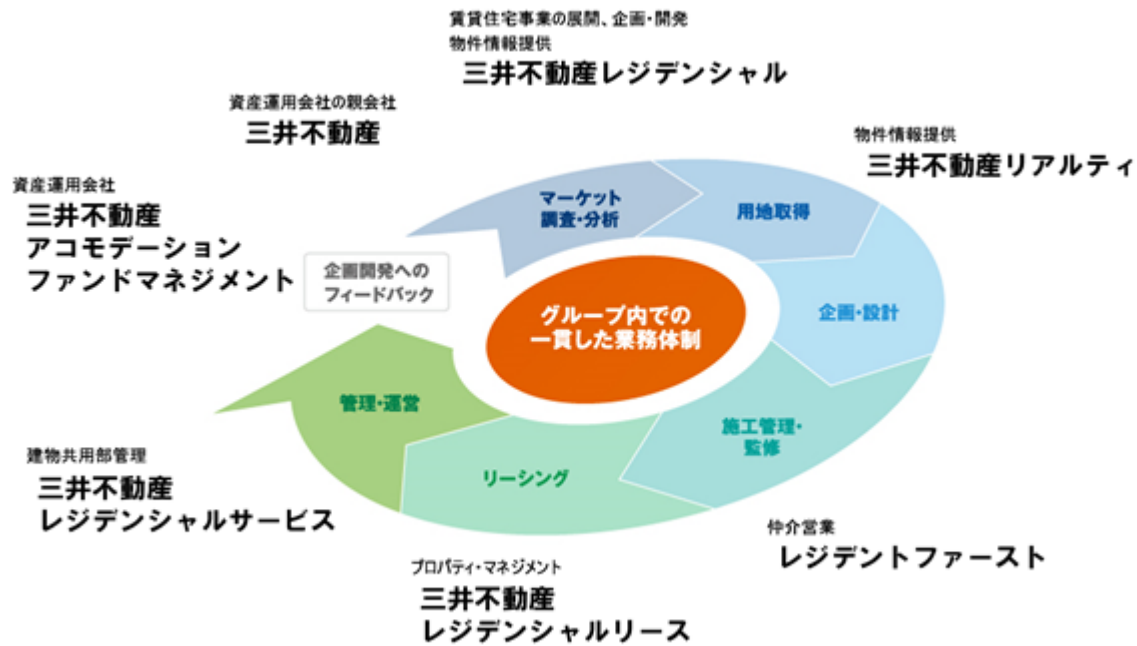 賃貸住宅事業の展開、企画・開発
物件情報提供
三井不動産レジデンシャル
資産運用会社の親会社
三井不動産
物件情報提供
三井不動産リアルティ
資産運用会社
三井不動産
アコモデーション
ファンドマネジメント
マーケット
調査・分析
用地取得
企画開発への
フィードバック
企画・設計
グループ内での
一貫した業務体制
管理・運営
施工管理・
監修
リーシング
建物共用部管理
三井不動産
レジデンシャルサービス
仲介営業
レジデントファースト
プロパティ・マネジメント
三井不動産
レジデンシャルリース